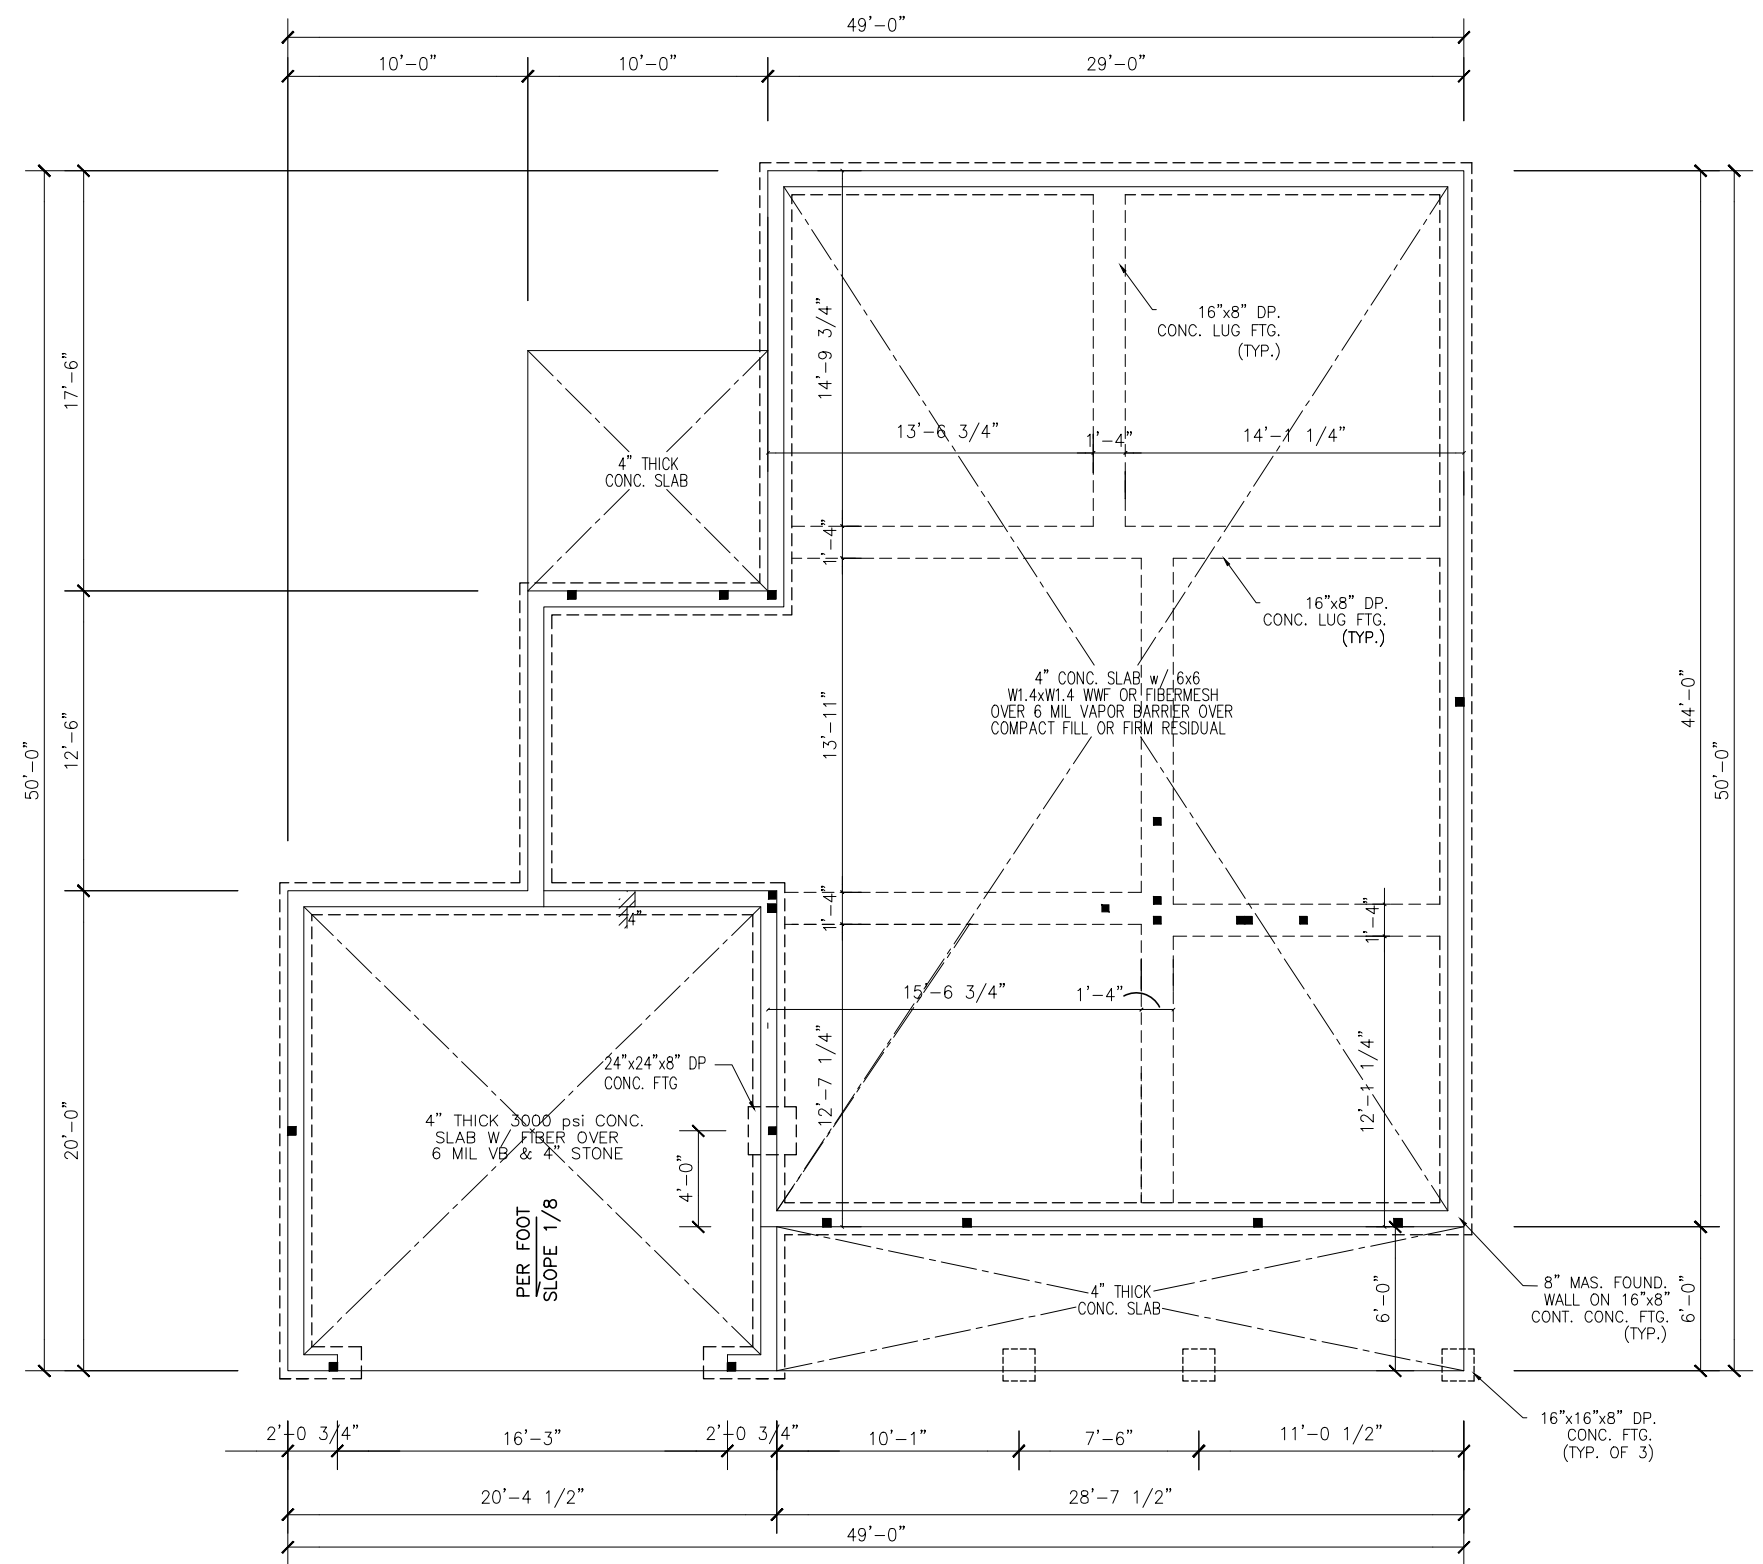 49'-0"
10'-0"
10'-0"
29'-0"
17'-6"
14'-9 3/4"
16"x8" DP.
CONC. LUG FTG.
(TYP.)
13'-6 3/4"
1'-4"
14'-1 1/4"
4" THICK
CONC. SLAB
1'-4"
16"x8" DP.
CONC. LUG FTG.
(TYP.)
4" CONC. SLAB w/ 6x6
W1.4xW1.4 WWF OR FIBERMESH
OVER 6 MIL VAPOR BARRIER OVER
COMPACT FILL OR FIRM RESIDUAL
50'-0"
12'-6"
13'-11"
44'-0"
50'-0"
4"
1'-4"
1'-4"
15'-6 3/4"
1'-4"
24"x24"x8" DP
CONC. FTG
12'-7 1/4"
12'-1 1/4"
20'-0"
4" THICK 3000 psi CONC.
SLAB W/ FIBER OVER
6 MIL VB & 4" STONE
4'-0"
PER FOOT
SLOPE 1/8
4" THICK
CONC. SLAB
6'-0"
8" MAS. FOUND.
WALL ON 16"x8"
CONT. CONC. FTG.
(TYP.)
6'-0"
16"x16"x8" DP.
CONC. FTG.
(TYP. OF 3)
2'-0 3/4"
16'-3"
2'-0 3/4"
10'-1"
7'-6"
11'-0 1/2"
20'-4 1/2"
28'-7 1/2"
49'-0"